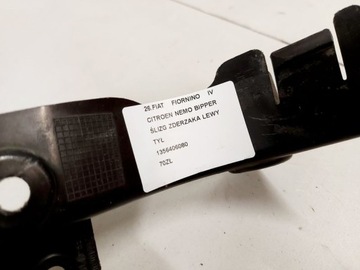 26.FIAT FIORNINO IV
CITROEN NEMO BIPPER
ŚLIZG ZDERZAKA LEWY
TYŁ
1356406080
70ZŁ